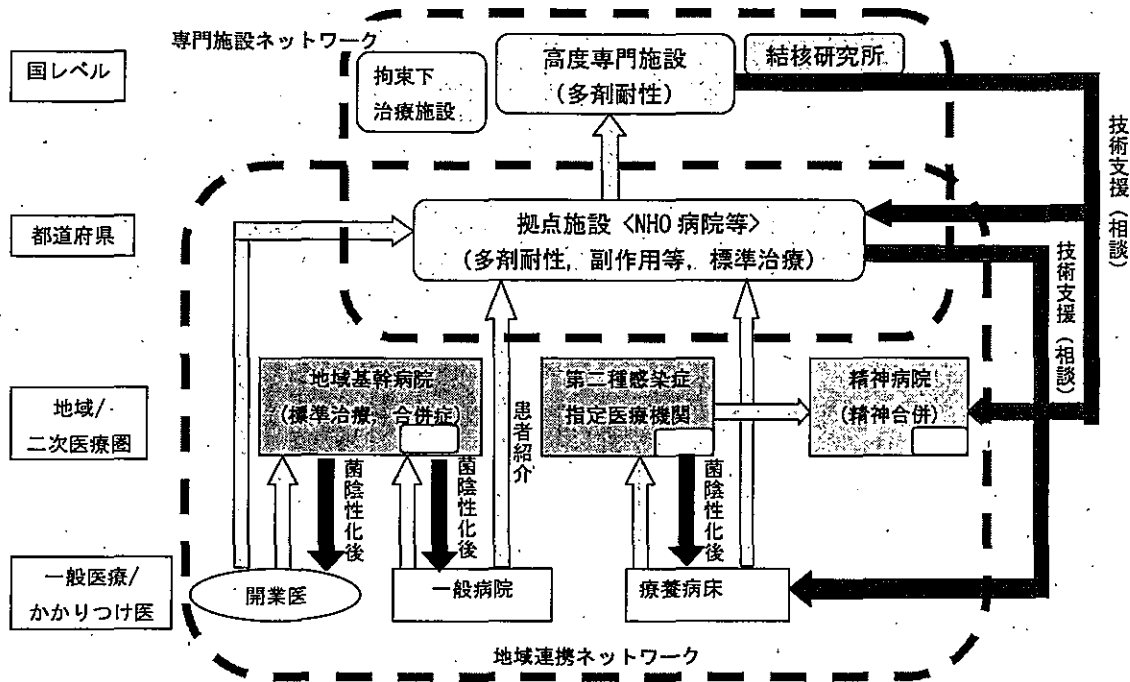 専門施設ネットワーク
国レベル
拘束下
治療施設
高度専門施設
(多剤耐性)
結核研究所
技術支援(相談)
都道府県
拠点施設〈NHO 病院等〉
(多剤耐性,副作用等,標準治療)
技術支援(相談)
地域/
二次医療圏
地域基幹病院
(標準治療、合併症)
第二種感染症
指定医療機関
精神病院
(精神合併)
菌陰性化後
菌陰性化後
患者紹介
菌陰性化後
一般医療/
かかりつけ医
開業医
一般病院
療養病床
地域連携ネットワーク